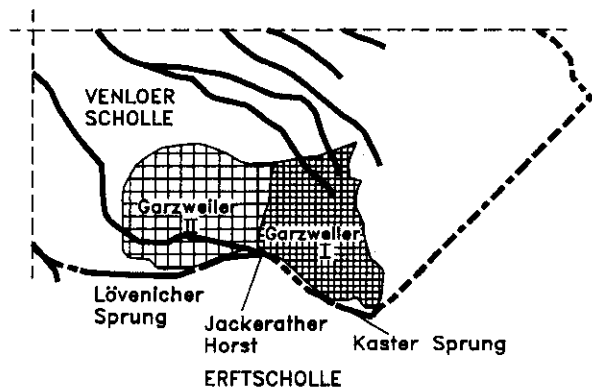 VENLOER
SCHOLLE
Garzweiler
II
Garzweiler
I
Lövenicher
Sprung
Jackerather
Horst
Kaster Sprung
ERFTSCHOLLE